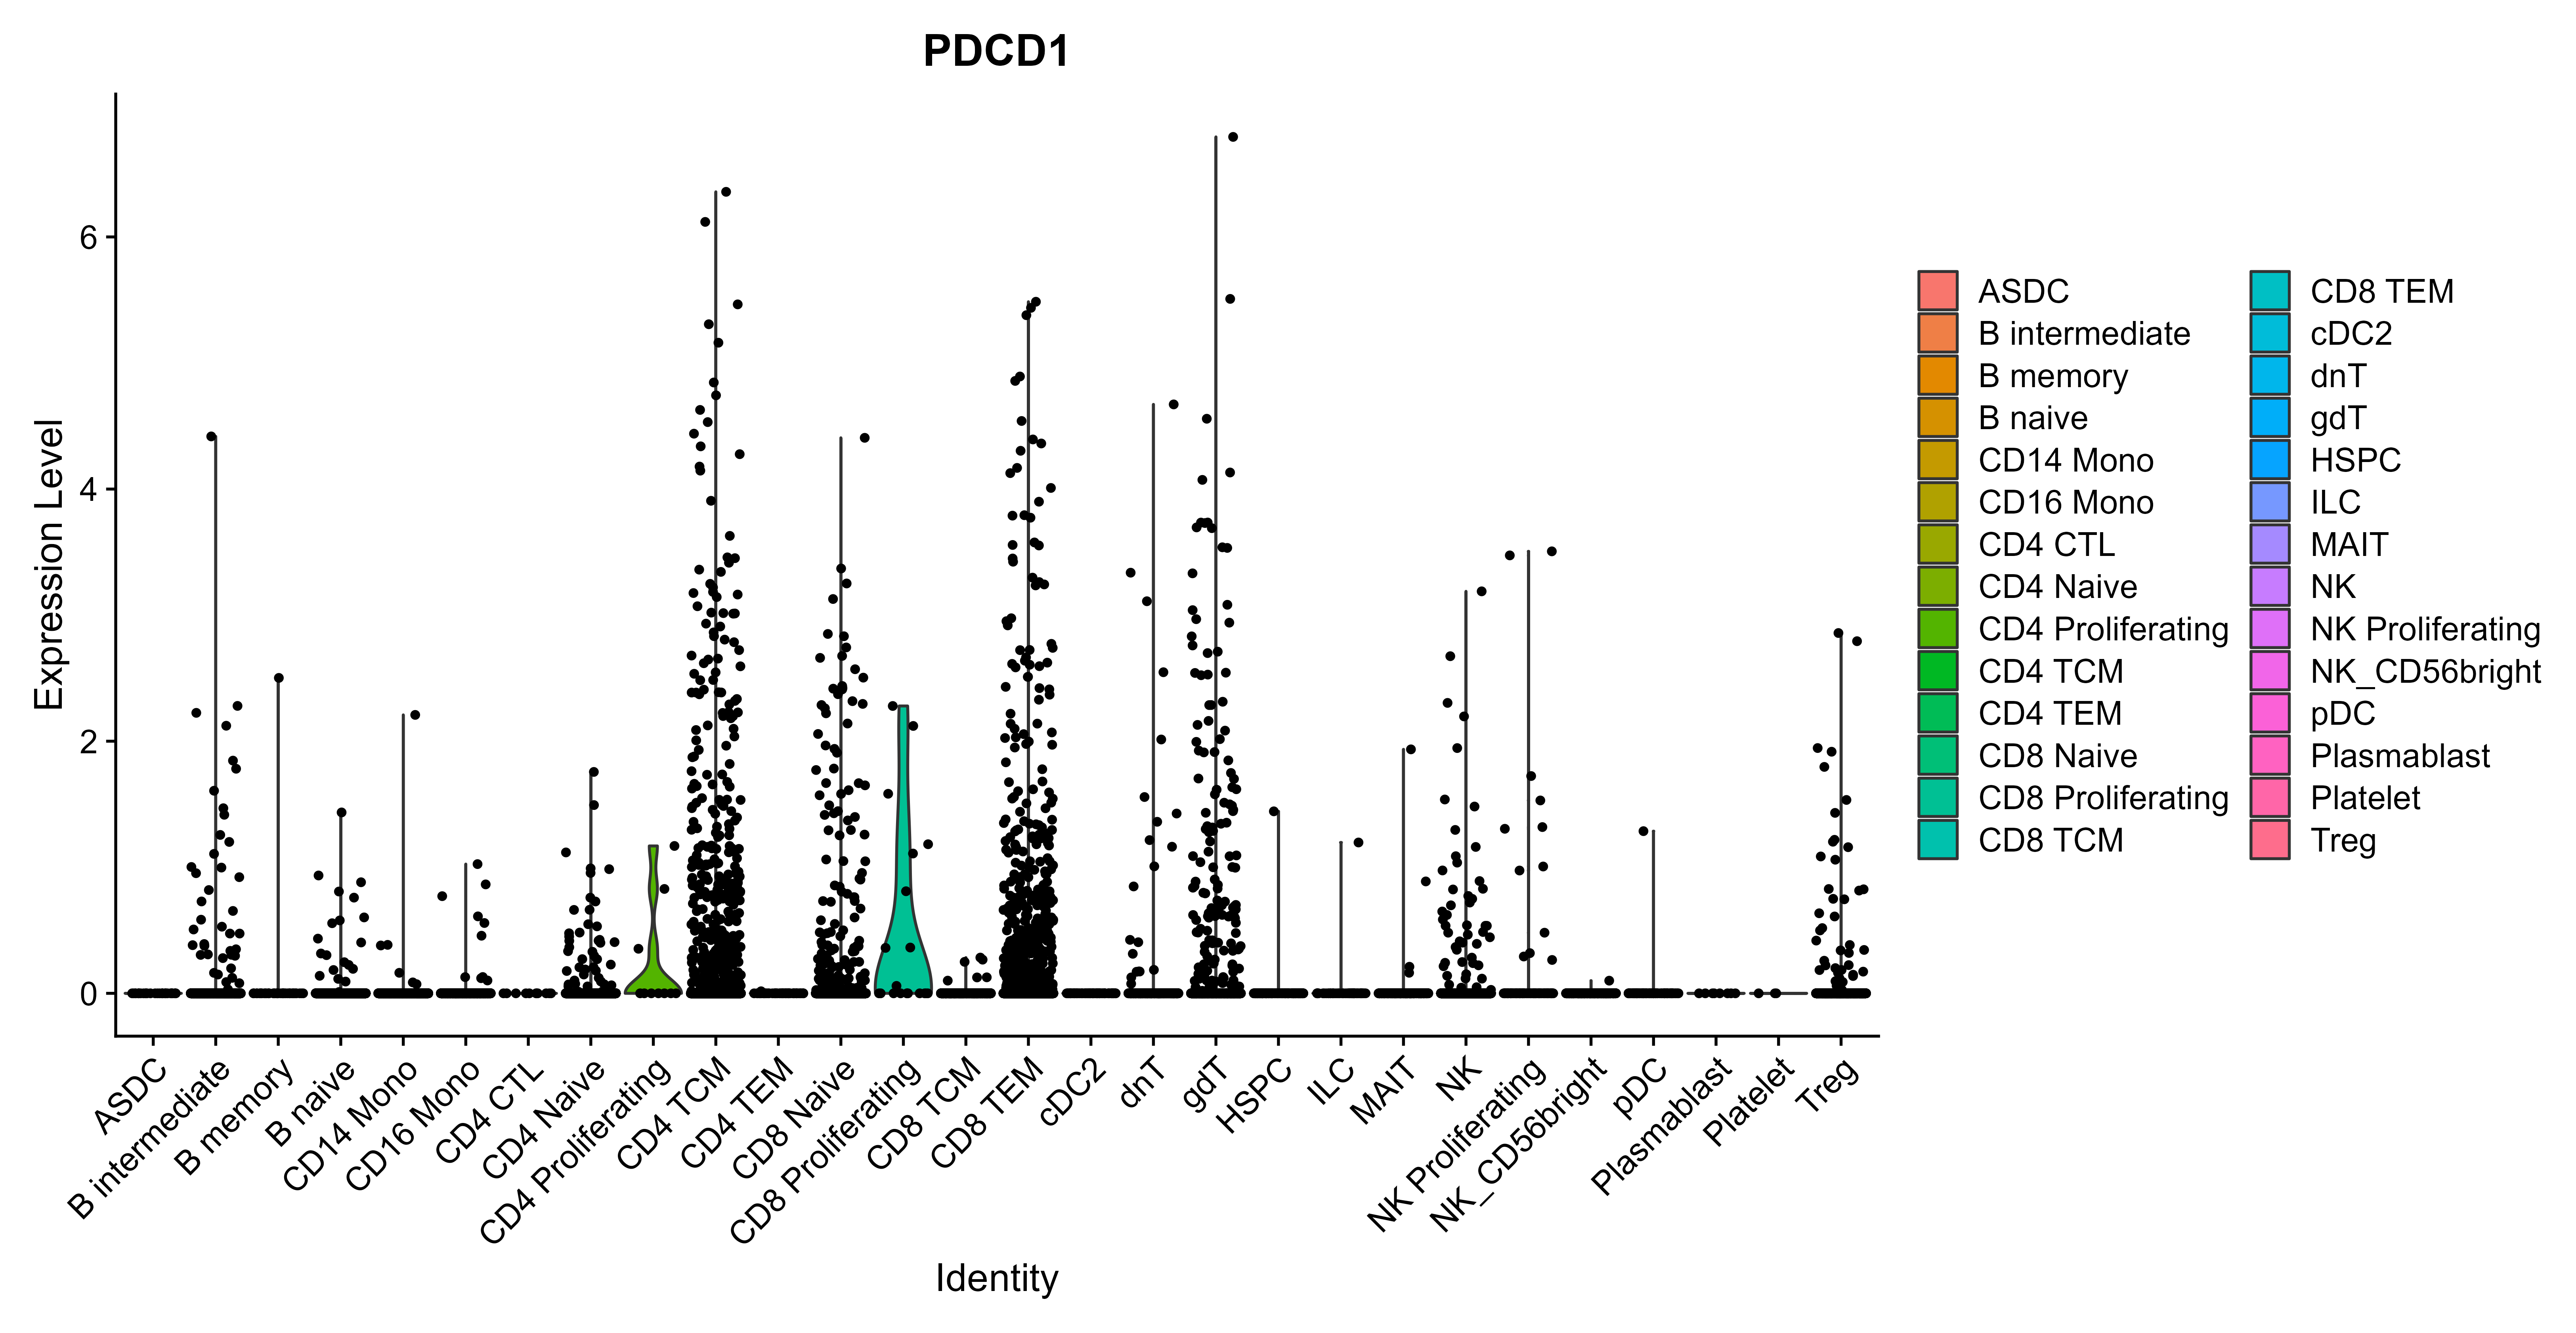 PDCD1
Expression Level
6
4
2
0
ASDC
B intermediate
B memory
B naive
CD14 Mono
CD16 Mono
CD4 CTL
CD4 Naive
CD4 Proliferating
CD4 TCM
CD4 TEM
CD8 Naive
CD8 Proliferating
CD8 TCM
CD8 TEM
cDC2
dnT
gdT
HSPC
ILC
MAIT
NK
NK Proliferating
NK_CD56bright
pDC
Plasmablast
Platelet
Treg
Identity
ASDC
B intermediate
B memory
B naive
CD14 Mono
CD16 Mono
CD4 CTL
CD4 Naive
CD4 Proliferating
CD4 TCM
CD4 TEM
CD8 Naive
CD8 Proliferating
CD8 TCM
CD8 TEM
cDC2
dnT
gdT
HSPC
ILC
MAIT
NK
NK Proliferating
NK_CD56bright
pDC
Plasmablast
Platelet
Treg